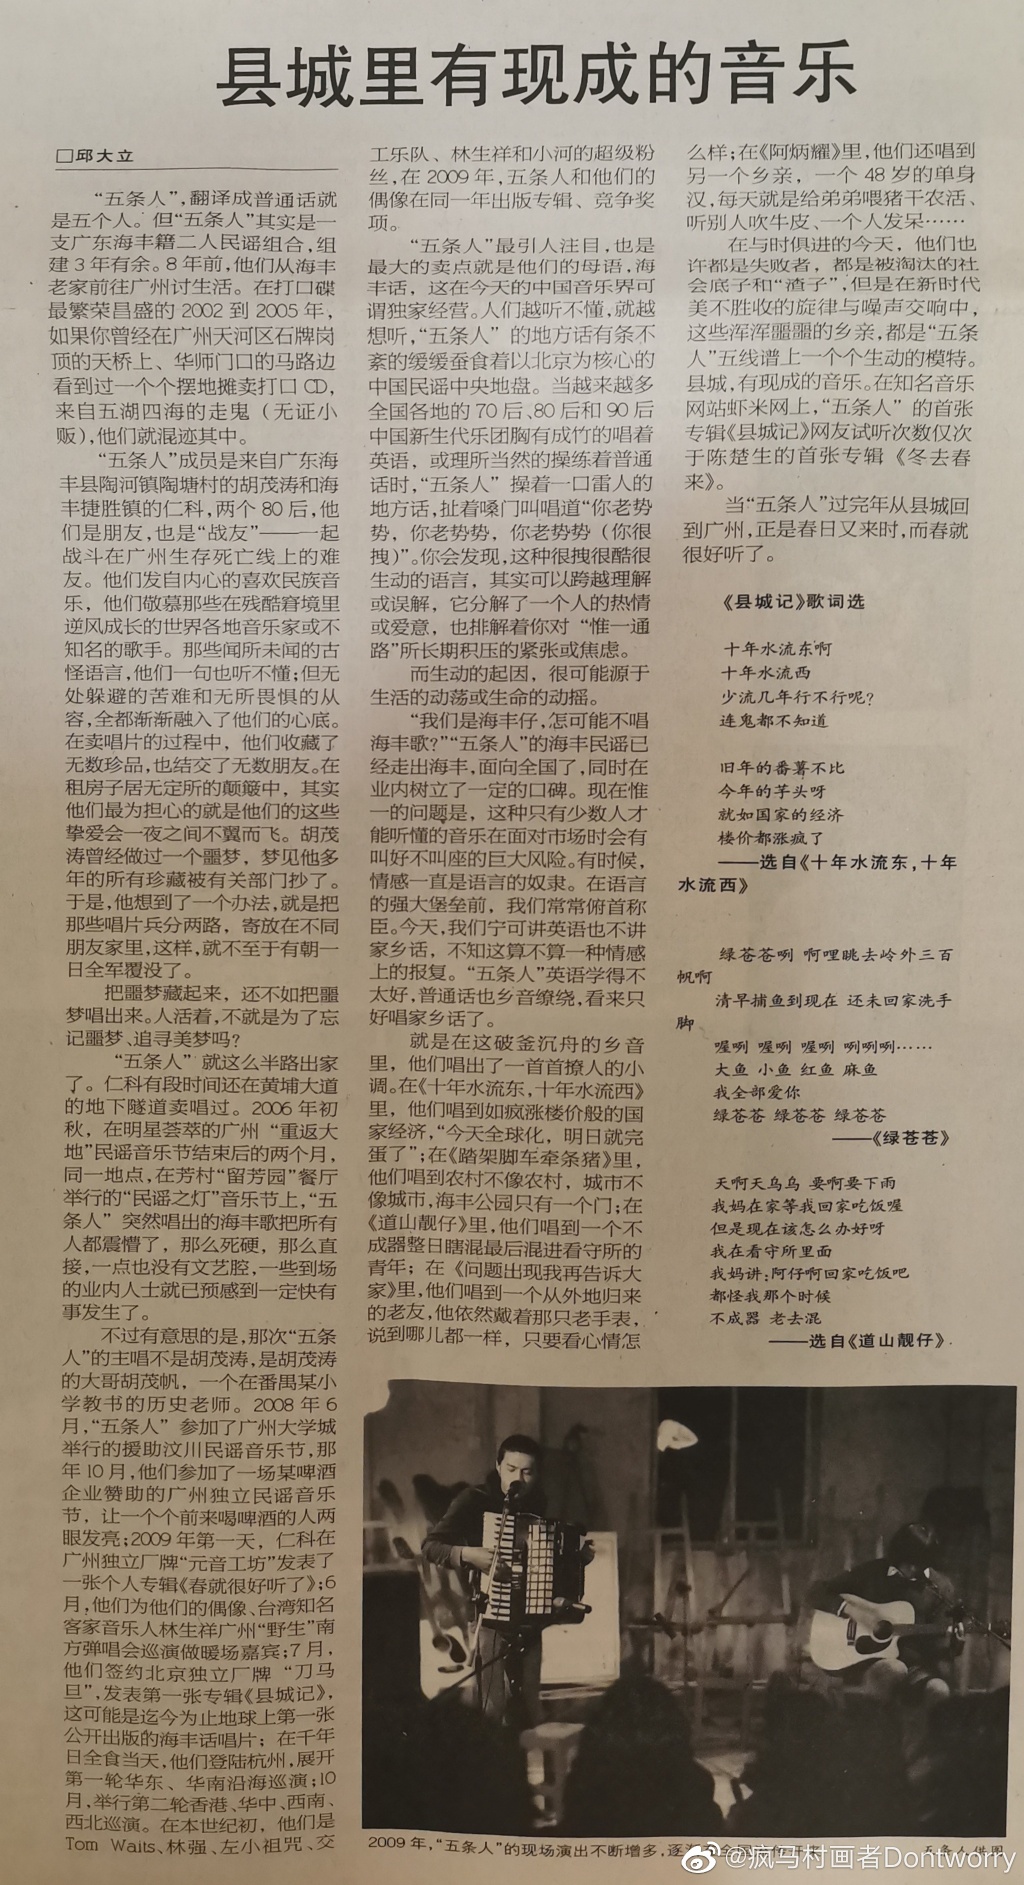 县城里有现成的音乐
□邱大立
“五条人”，翻译成普通话就
是五个人。但“五条人”其实是一
支广东海丰籍二人民谣组合，组
建3年有余。8年前，他们从海丰
老家前往广州讨生活。在打口碟
最繁荣昌盛的2002到2005年，
如果你曾经在广州天河区石牌岗
顶的天桥上、华师门口的马路边
看到过一个个摆地摊卖打口CD，
来自五湖四海的走鬼（无证小
贩），他们就混迹其中。
“五条人”成员是来自广东海
丰县陶河镇陶塘村的胡茂涛和海
丰捷胜镇的仁科，两个80后，他
们是朋友，也是“战友”——一起
战斗在广州生存死亡线上的难
友。他们发自内心的喜欢民族音
乐，他们敬慕那些在残酷窘境里
逆风成长的世界各地音乐家或不
知名的歌手。那些闻所未闻的古
怪语言，他们一句也听不懂；但无
处躲避的苦难和无所畏惧的从
容，全都渐渐融入了他们的心底。
在卖唱片的过程中，他们收藏了
无数珍品，也结交了无数朋友。在
租房子居无定所的颠簸中，其实
他们最为担心的就是他们的这些
挚爱会一夜之间不翼而飞。胡茂
涛曾经做过一个噩梦，梦见他多
年的所有珍藏被有关部门抄了。
于是，他想到了一个办法，就是把
那些唱片兵分两路，寄放在不同
朋友家里，这样，就不至于有朝一
日全军覆没了。
把噩梦藏起来，还不如把噩
梦唱出来。人活着，不就是为了忘
记噩梦、追寻美梦吗？
“五条人”就这么半路出家
了。仁科有段时间还在黄埔大道
的地下隧道卖唱过。2006年初
秋，在明星荟萃的广州“重返大
地”民谣音乐节结束后的两个月，
同一地点，在芳村“留芳园”餐厅
举行的“民谣之灯”音乐节上，“五
条人”突然唱出的海丰歌把所有
人都震懵了，那么死硬，那么直
接，一点也没有文艺腔，一些到场
的业内人士就已预感到一定快有
事发生了。
不过有意思的是，那次“五条
人”的主唱不是胡茂涛，是胡茂涛
的大哥胡茂帆，一个在番禺某小
学教书的历史老师。2008年6
月，“五条人”参加了广州大学城
举行的援助汶川民谣音乐节，那
年10月，他们参加了一场某啤酒
企业赞助的广州独立民谣音乐
节，让一个个前来喝啤酒的人两
眼发亮；2009年第一天，仁科在
广州独立厂牌“元音工坊”发表了
一张个人专辑《春就很好听了》；6
月，他们为他们的偶像、台湾知名
客家音乐人林生祥广州“野生”南
方弹唱会巡演做暖场嘉宾；7月，
他们签约北京独立厂牌“刀马
旦”，发表第一张专辑《县城记》，
这可能是迄今为止地球上第一张
公开出版的海丰话唱片；在千年
日全食当天，他们登陆杭州，展开
第一轮华东、华南沿海巡演；10
月，举行第二轮香港、华中、西南、
西北巡演。在本世纪初，他们是
Tom Waits、林强、左小祖咒、交
工乐队、林生祥和小河的超级粉
丝，在2009年，五条人和他们的
偶像在同一年出版专辑、竞争奖
项。
“五条人”最引人注目，也是
最大的卖点就是他们的母语，海
丰话，这在今天的中国音乐界可
谓独家经营。人们越听不懂，就越
想听，“五条人”的地方话有条不
紊的缓缓蚕食着以北京为核心的
中国民谣中央地盘。当越来越多
全国各地的70后、80后和90后
中国新生代乐团胸有成竹的唱着
英语，或理所当然的操练着普通
话时，“五条人”操着一口雷人的
地方话，扯着嗓门叫唱道“你老势
势，你老势势，你老势势（你很
拽）”。你会发现，这种很拽很酷很
生动的语言，其实可以跨越理解
或误解，它分解了一个人的热情
或爱意，也排解着你对“惟一通
路”所长期积压的紧张或焦虑。
而生动的起因，很可能源于
生活的动荡或生命的动摇。
“我们是海丰仔，怎可能不唱
海丰歌？”“五条人”的海丰民谣已
经走出海丰，面向全国了，同时在
业内树立了一定的口碑。现在惟
一的问题是，这种只有少数人才
能听懂的音乐在面对市场时会有
叫好不叫座的巨大风险。有时候，
情感一直是语言的奴隶。在语言
的强大堡垒前，我们常常俯首称
臣。今天，我们宁可讲英语也不讲
家乡话，不知这算不算一种情感
上的报复。“五条人”英语学得不
太好，普通话也乡音缭绕，看来只
好唱家乡话了。
就是在这破釜沉舟的乡音
里，他们唱出了一首首撩人的小
调。在《十年水流东，十年水流西》
里，他们唱到如疯涨楼价般的国
家经济，“今天全球化，明日就完
蛋了”；在《踏架脚车牵条猪》里，
他们唱到农村不像农村，城市不
像城市，海丰公园只有一个门；在
《道山靓仔》里，他们唱到一个不
成器整日瞎混最后混进看守所的
青年；在《问题出现我再告诉大
家》里，他们唱到一个从外地归来
的老友，他依然戴着那只老手表，
说到哪儿都一样，只要看心情怎
么样；在《阿炳耀》里，他们还唱到
另一个乡亲，一个48岁的单身
汉，每天就是给弟弟喂猪干农活、
听别人吹牛皮、一个人发呆……
在与时俱进的今天，他们也
许都是失败者，都是被淘汰的社
会底子和“渣子”，但是在新时代
美不胜收的旋律与噪声交响中，
这些浑浑噩噩的乡亲，都是“五条
人”五线谱上一个个生动的模特。
县城，有现成的音乐。在知名音乐
网站虾米网上，“五条人”的首张
专辑《县城记》网友试听次数仅次
于陈楚生的首张专辑《冬去春
来》。
当“五条人”过完年从县城回
到广州，正是春日又来时，而春就
很好听了。
《县城记》歌词选
十年水流东啊
十年水流西
少流几年行不行呢？
连鬼都不知道
旧年的番薯不比
今年的芋头呀
就如国家的经济
楼价都涨疯了
——选自《十年水流东，十年
水流西》
绿苍苍咧 啊哩眺去岭外三百
帆啊
清早捕鱼到现在 还未回家洗手
脚
喔咧 喔咧 喔咧 咧咧咧……
大鱼 小鱼 红鱼 麻鱼
我全部爱你
绿苍苍 绿苍苍 绿苍苍
——《绿苍苍》
天啊天乌乌 要啊要下雨
我妈在家等我回家吃饭喔
但是现在该怎么办好呀
我在看守所里面
我妈讲：阿仔啊回家吃饭吧
都怪我那个时候
不成器 老去混
——选自《道山靓仔》.
2009年，“五条人”的现场演出不断增多，逐
五条人供图
@疯马村画者Dontworry